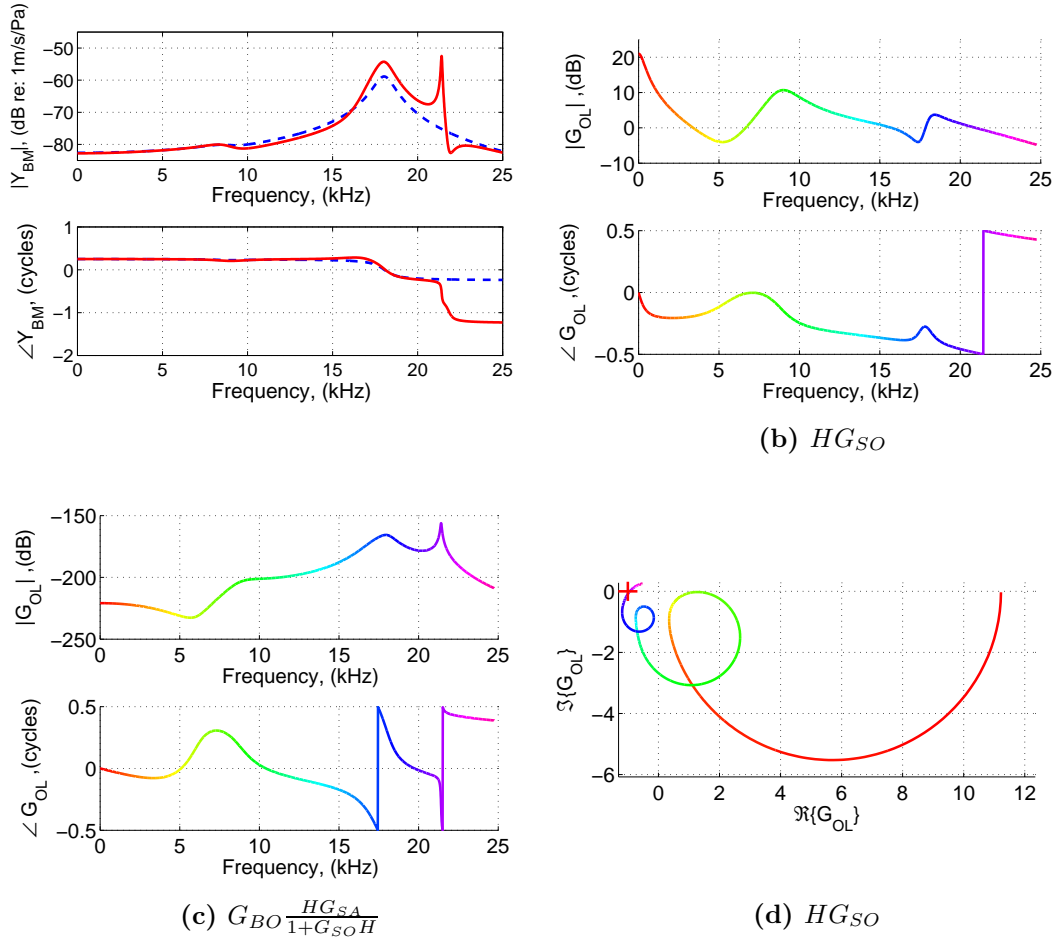 |Y_BM|, (dB re: 1m/s/Pa)
−50
−60
−70
−80
0 5 10 15 20 25
Frequency, (kHz)
∠Y_BM, (cycles)
1
0
−1
−2
0 5 10 15 20 25
Frequency, (kHz)
|G_OL| ,(dB)
20
10
0
−10
0 5 10 15 20 25
Frequency, (kHz)
∠ G_OL ,(cycles)
0.5
0
−0.5
0 5 10 15 20 25
Frequency, (kHz)
(b) HG_SO
|G_OL| ,(dB)
−150
−200
−250
0 5 10 15 20 25
Frequency, (kHz)
∠ G_OL ,(cycles)
0.5
0
−0.5
0 5 10 15 20 25
Frequency, (kHz)
(c) G_BO \frac{HG_SA}{1+G_SO H}
ℑ{G_OL}
0
−2
−4
−6
0 2 4 6 8 10 12
ℜ{G_OL}
(d) HG_SO